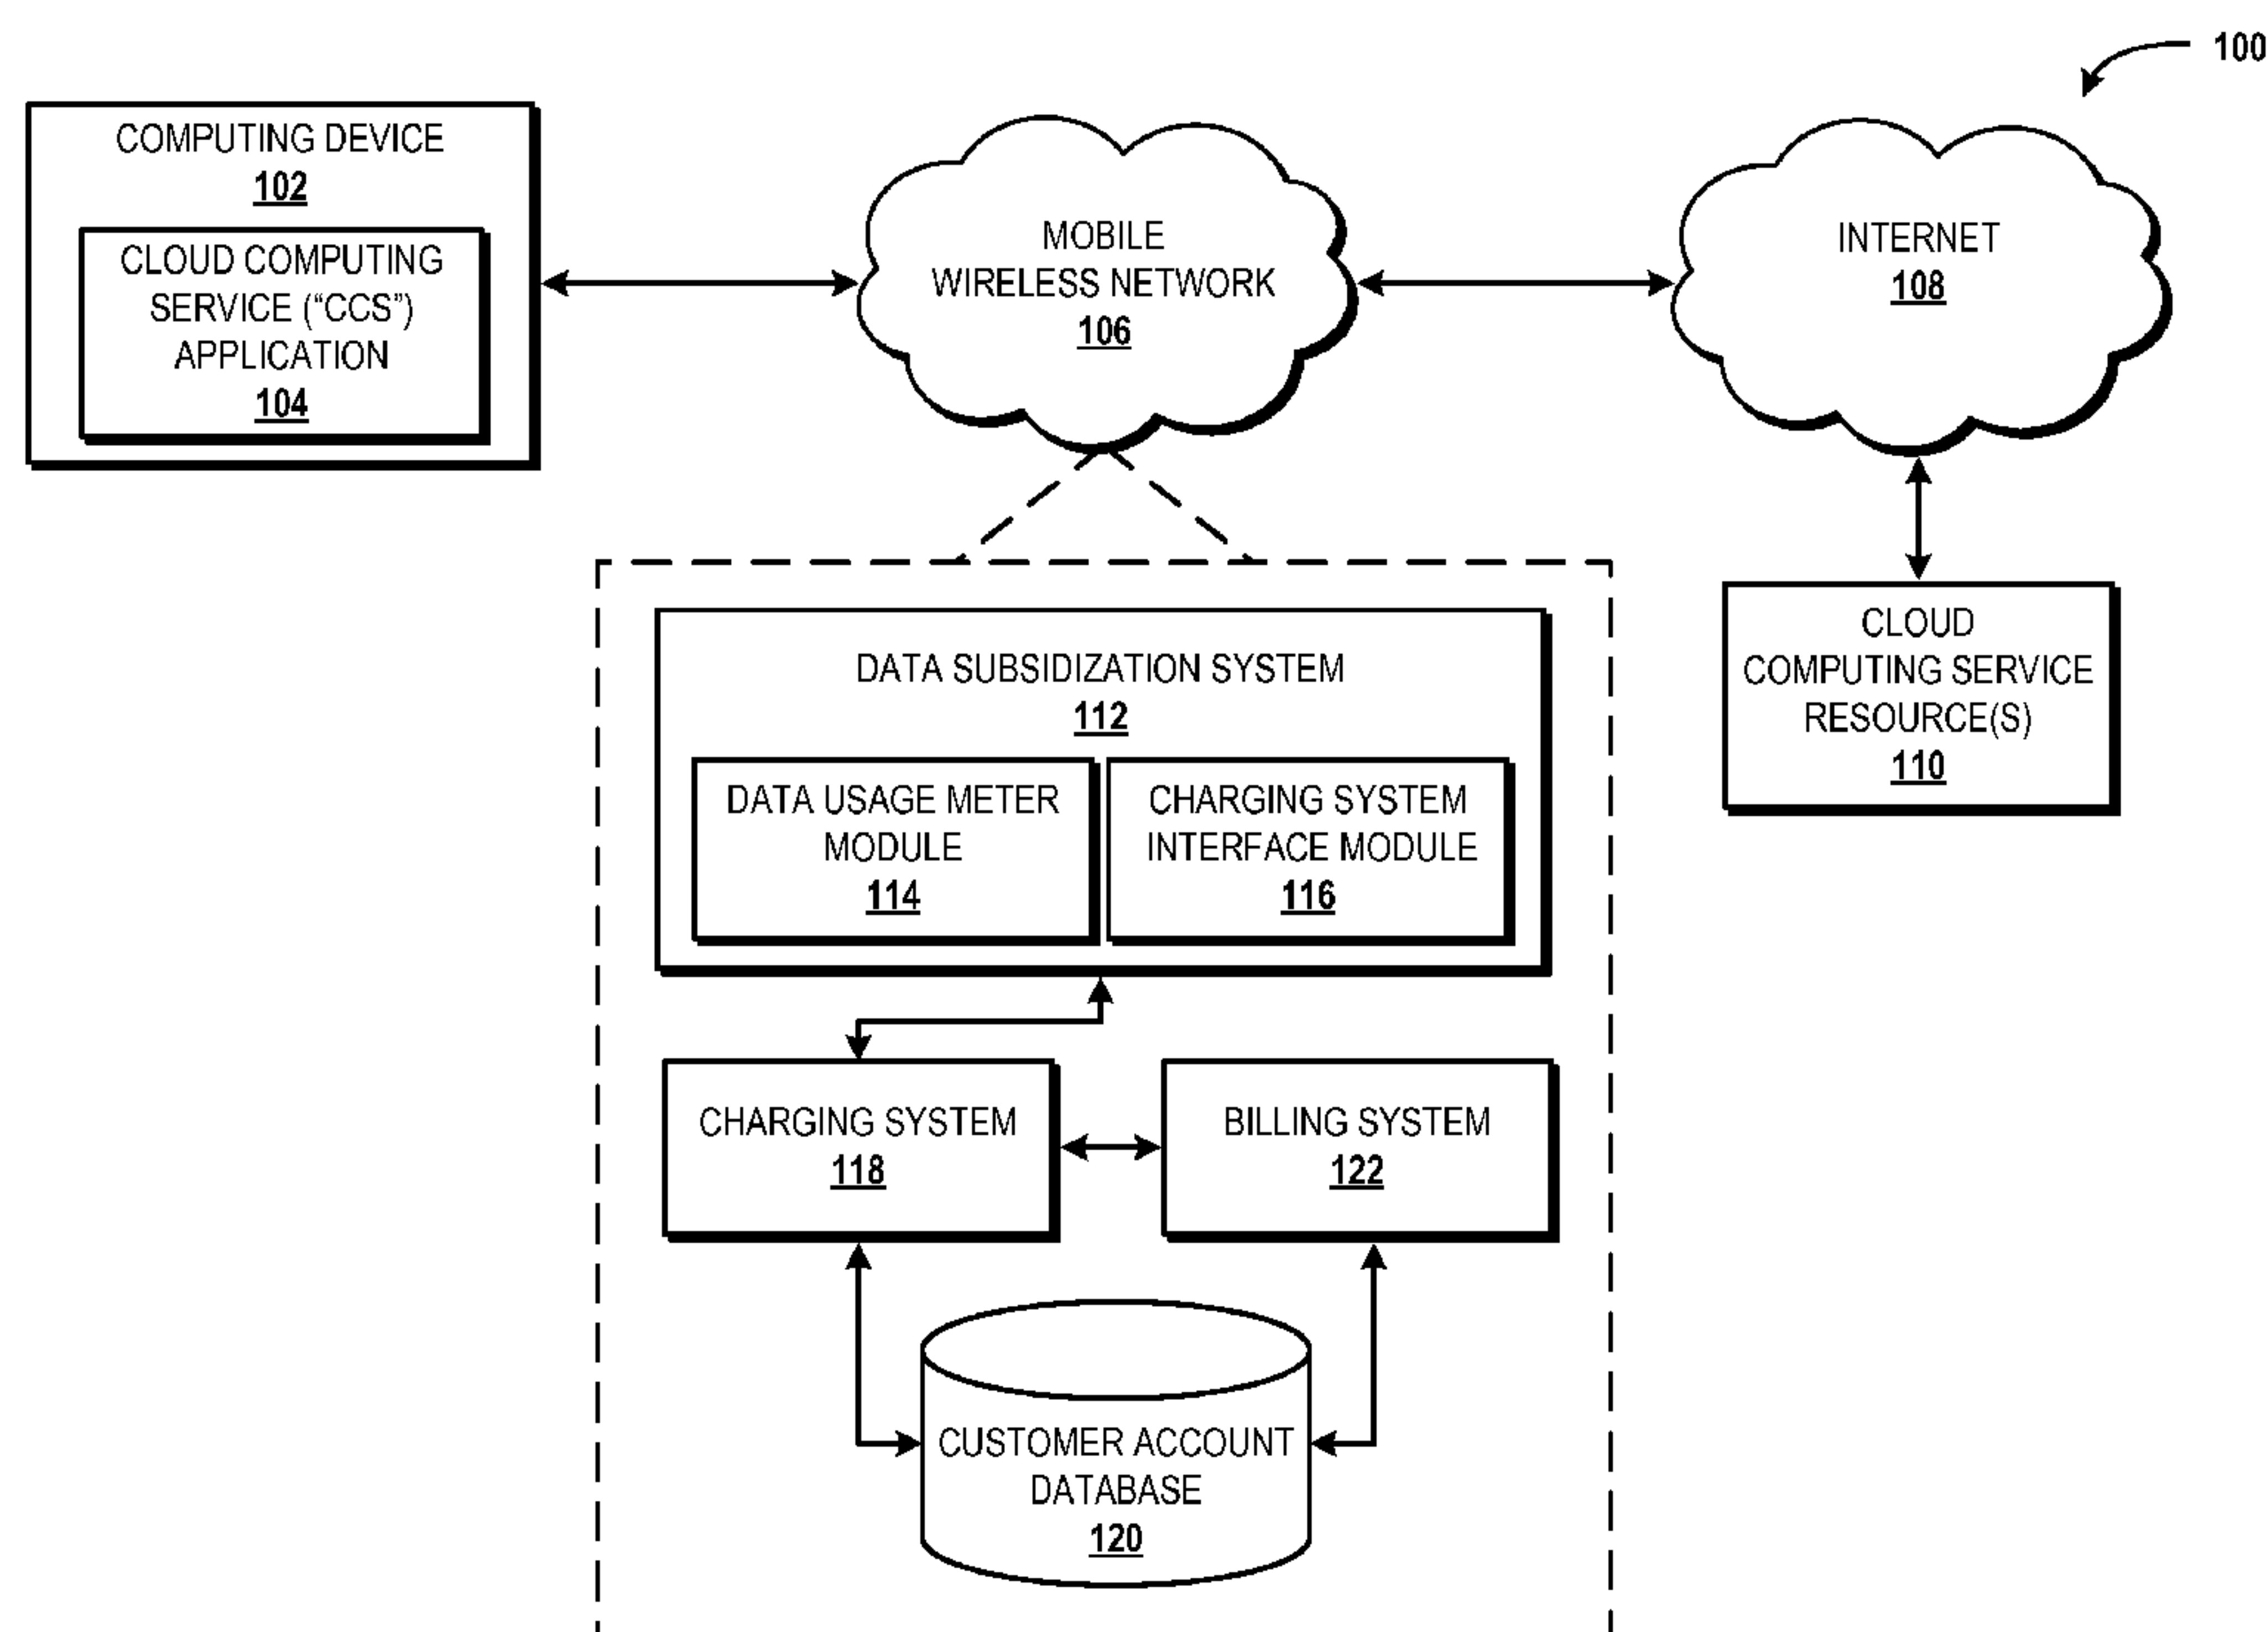 100
COMPUTING DEVICE
102
CLOUD COMPUTING
SERVICE (“CCS”)
APPLICATION
104
MOBILE
WIRELESS NETWORK
106
INTERNET
108
CLOUD
COMPUTING SERVICE
RESOURCE(S)
110
DATA SUBSIDIZATION SYSTEM
112
DATA USAGE METER
MODULE
114
CHARGING SYSTEM
INTERFACE MODULE
116
CHARGING SYSTEM
118
BILLING SYSTEM
122
CUSTOMER ACCOUNT
DATABASE
120